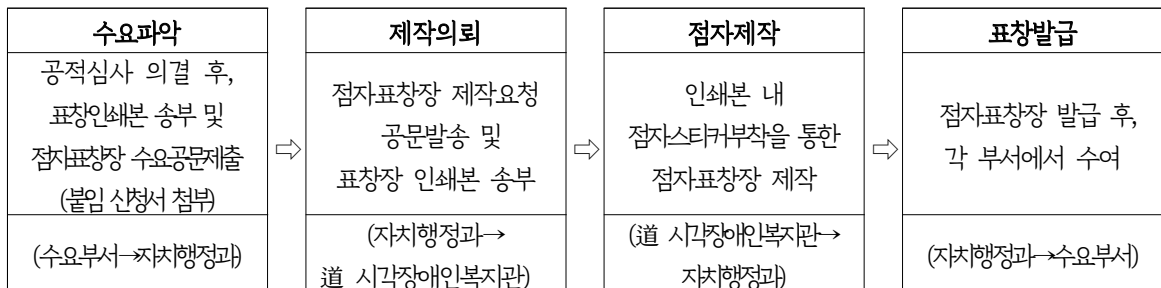 수요파악
공적심사 의결 후,
표창인쇄본 송부 및
점자표창장 수요공문제출
(붙임 신청서 첨부)
(수요부서→자치행정과)
⇨
제작의뢰
점자표창장 제작요청
공문발송 및
표창장 인쇄본 송부
(자치행정과→
道 시각장애인복지관)
⇨
점자제작
인쇄본 내
점자스티커부착을 통한
점자표창장 제작
(道 시각장애인복지관→
자치행정과)
⇨
표창발급
점자표창장 발급 후,
각 부서에서 수여
(자치행정과→수요부서)